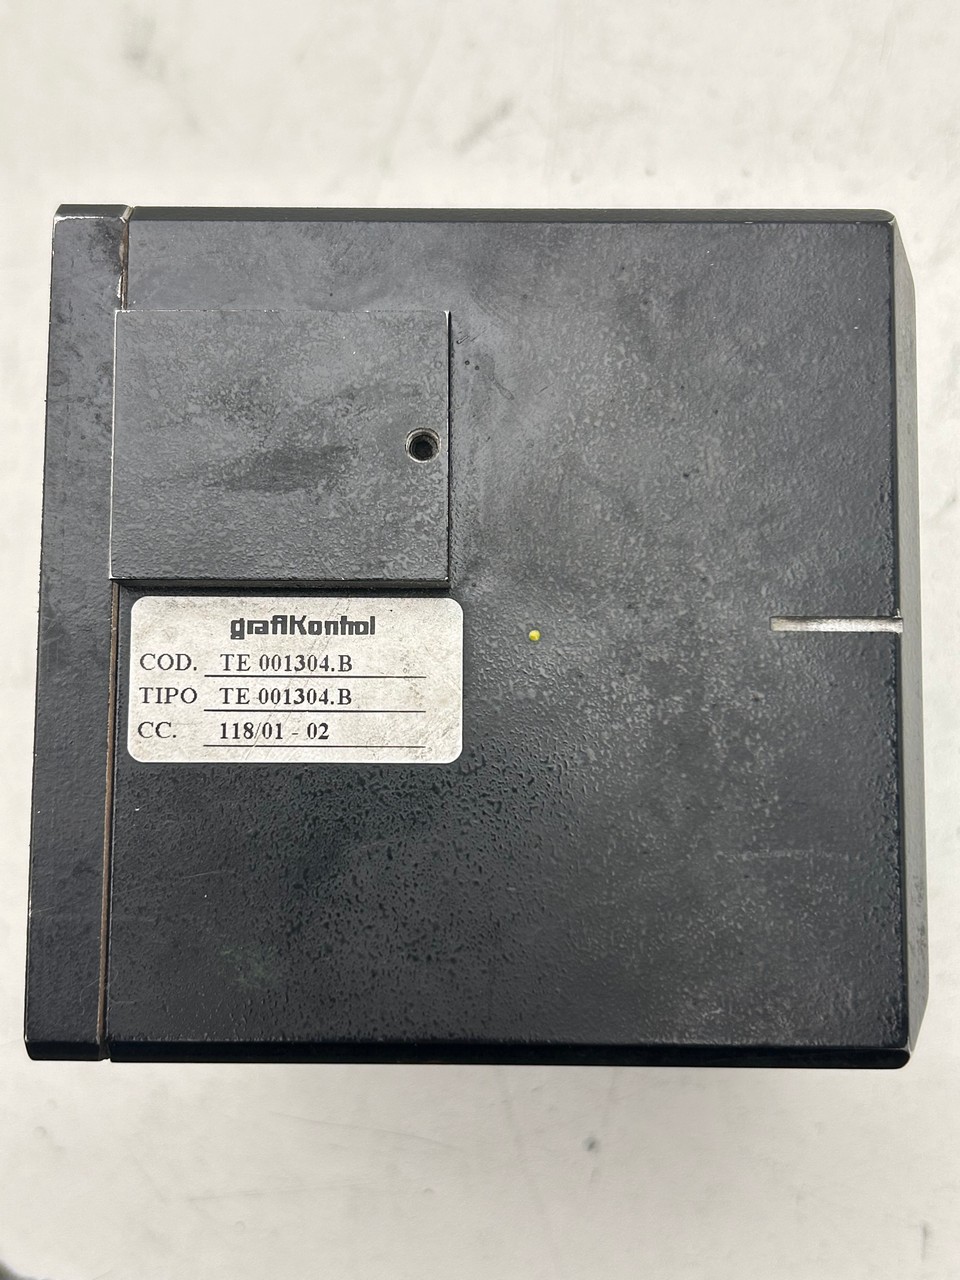 grafiKontrol
COD. TE 001304.B
TIPO TE 001304.B
CC. 118/01 - 02